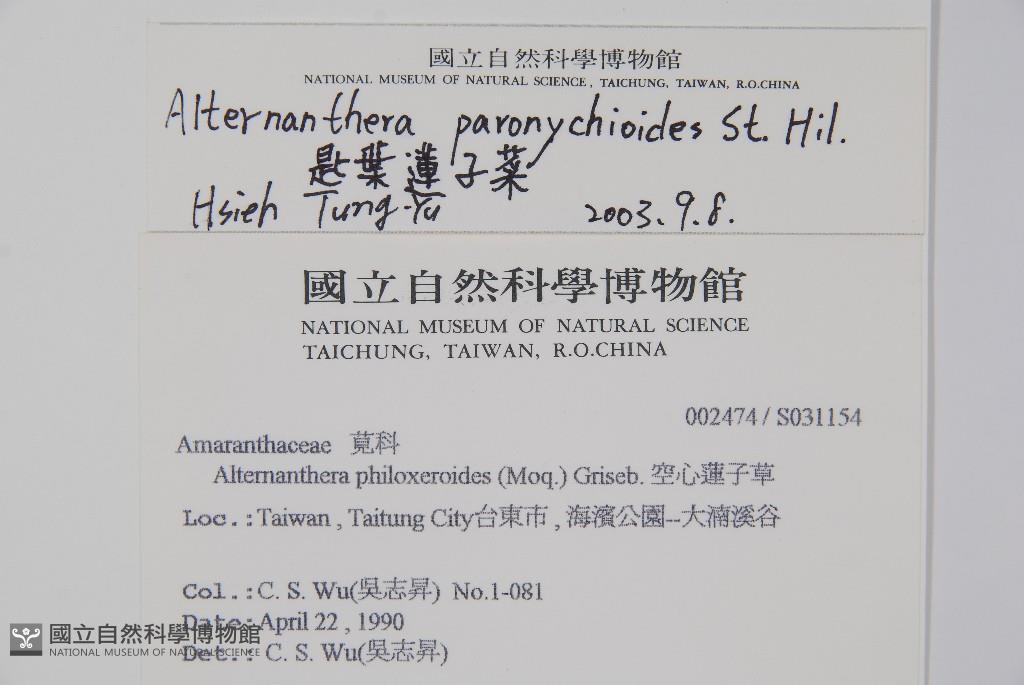 國立自然科學博物館
NATIONAL MUSEUM OF NATURAL SCIENCE, TAICHUNG, TAIWAN, R.O.CHINA
Alternanthera paronychioides St. Hil.
匙葉蓮子菜
Hsieh Tung-Yu 2003.9.8.
國立自然科學博物館
NATIONAL MUSEUM OF NATURAL SCIENCE
TAICHUNG, TAIWAN, R.O.CHINA
002474 / S031154
Amaranthaceae 莧科
Alternanthera philoxeroides (Moq.) Griseb. 空心蓮子草
Loc.:Taiwan , Taitung City台東市 , 海濱公園--大湳溪谷
Col.:C. S. Wu(吳志昇) No.1-081
Date:April 22 , 1990
Det.: C. S. Wu(吳志昇)
國立自然科學博物館
NATIONAL MUSEUM OF NATURAL SCIENCE